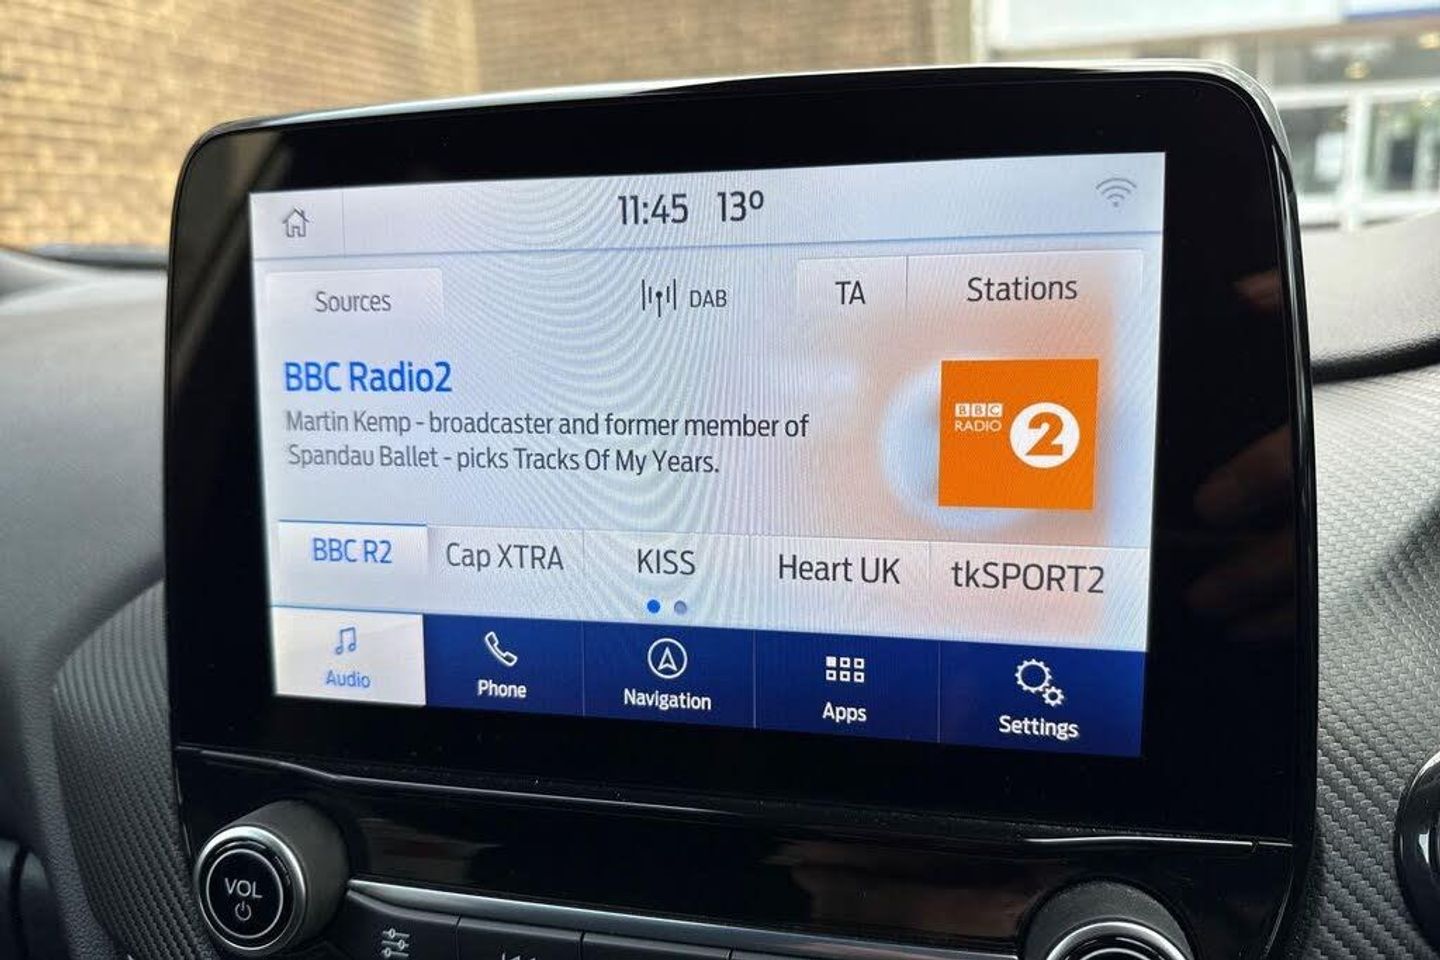 11:45 13º
Sources DAB TA Stations
BBC Radio2
Martin Kemp - broadcaster and former member of
Spandau Ballet - picks Tracks Of My Years.
BBC
RADIO 2
BBC R2 Cap XTRA KISS Heart UK tkSPORT2
Audio Phone Navigation Apps Settings
VOL